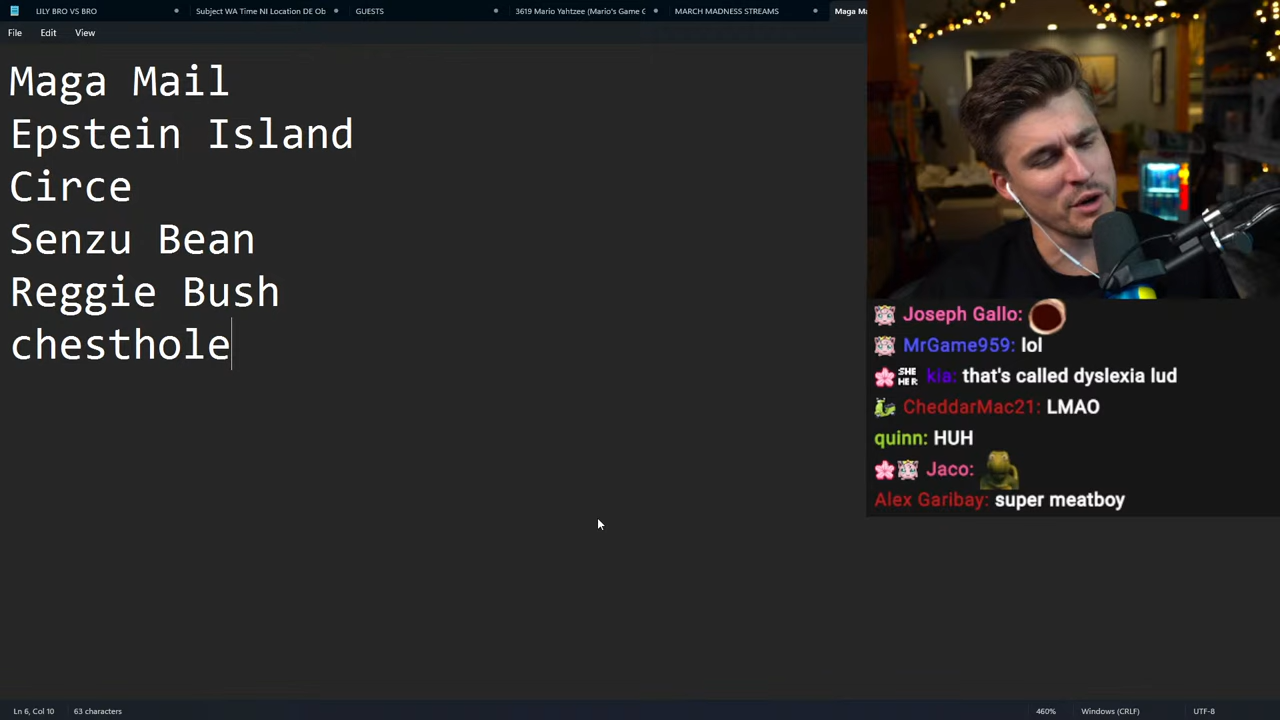 LILY BRO VS BRO
Subject WA Time NI Location DE Ob
GUESTS
3619 Mario Yahtzee (Mario's Game G
MARCH MADNESS STREAMS
Maga Ma
File Edit View
Maga Mail
Epstein Island
Circe
Senzu Bean
Reggie Bush
chesthole
Joseph Gallo:
MrGame959: lol
SHE HER kia: that's called dyslexia lud
CheddarMac21: LMAO
quinn: HUH
Jaco:
Alex Garibay: super meatboy
Ln 6, Col 10 63 characters 460% Windows (CRLF) UTF-8